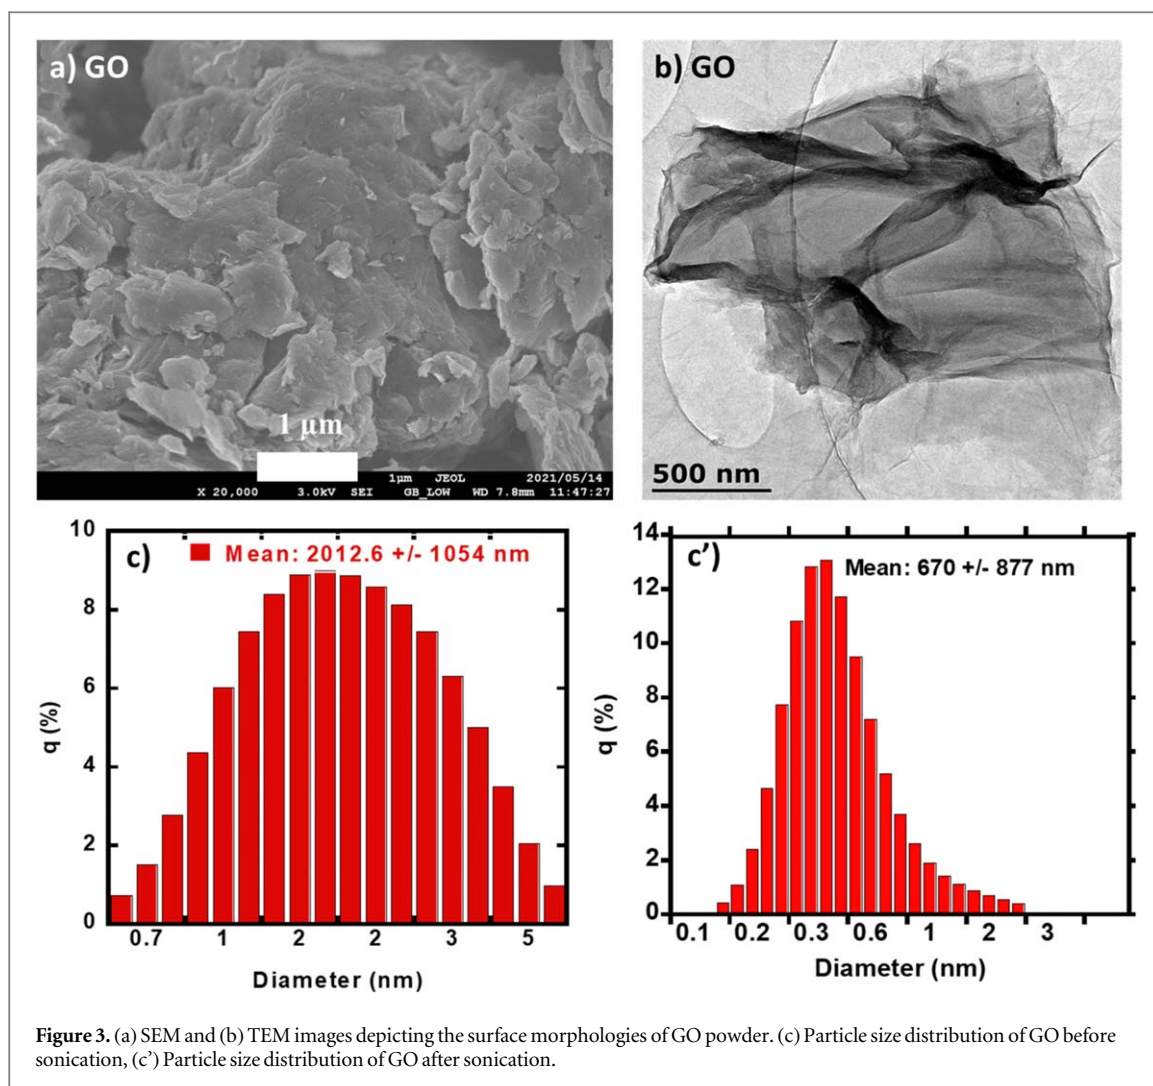 a) GO
1 µm
1µm JEOL 2021/05/14
X 20,000 3.0kV SEI GB_LOW WD 7.8mm 11:47:27
b) GO
500 nm
c)
Mean: 2012.6 +/- 1054 nm
10
8
6
4
2
0
q (%)
0.7 1 2 2 3 5
Diameter (nm)
c’)
Mean: 670 +/- 877 nm
14
12
10
8
6
4
2
0
q (%)
0.1 0.2 0.3 0.6 1 2 3
Diameter (nm)
Figure 3. (a) SEM and (b) TEM images depicting the surface morphologies of GO powder. (c) Particle size distribution of GO before
sonication, (c’) Particle size distribution of GO after sonication.